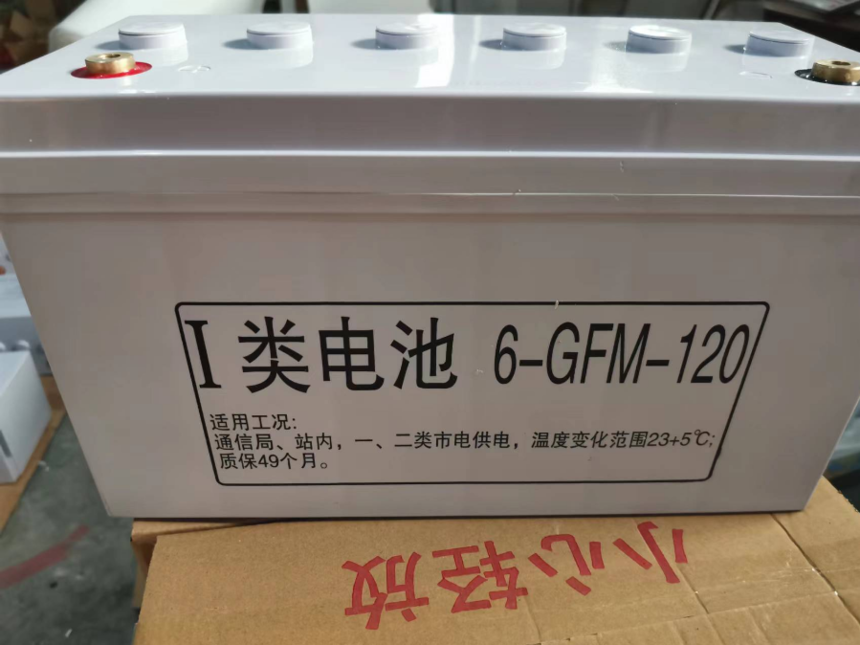 I类电池 6-GFM-120
适用工况:
通信局、站内，一、二类市电供电，温度变化范围23+5℃;
质保49个月。
小心轻放